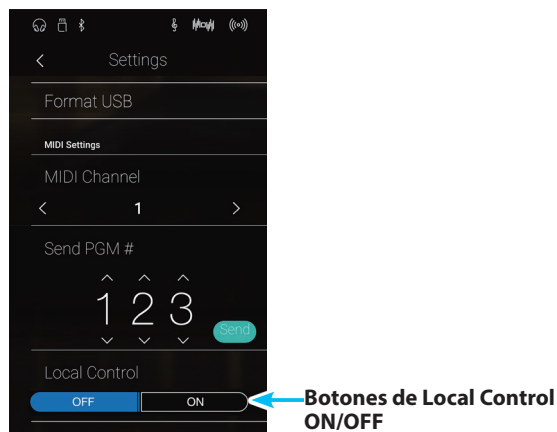 Settings
Format USB
MIDI Settings
MIDI Channel
1
Send PGM #
1 2 3
Send
Local Control
OFF ON
Botones de Local Control
ON/OFF